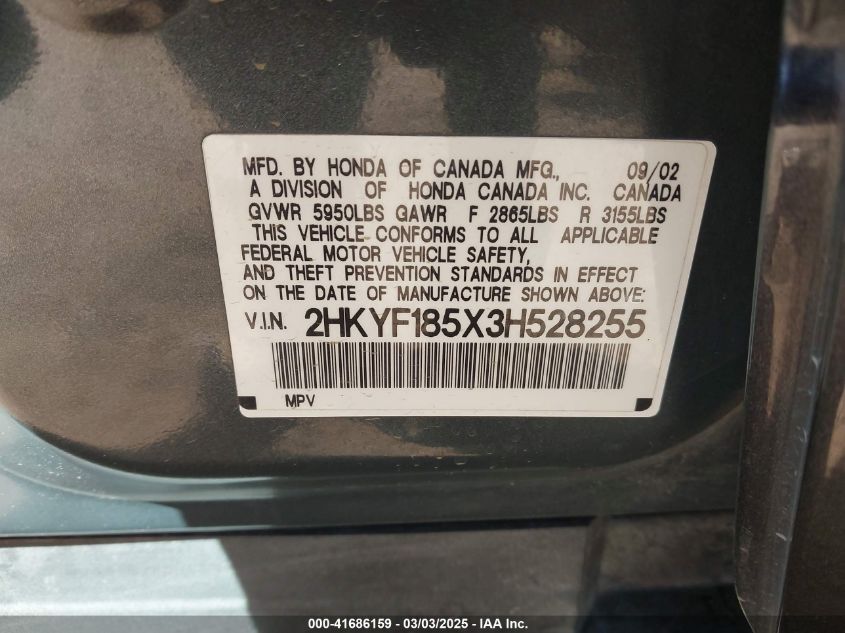 MFD. BY HONDA OF CANADA MFG., 09/02
A DIVISION OF HONDA CANADA INC. CANADA
GVWR 5950LBS GAWR F 2865LBS R 3155LBS
THIS VEHICLE CONFORMS TO ALL APPLICABLE
FEDERAL MOTOR VEHICLE SAFETY,
AND THEFT PREVENTION STANDARDS IN EFFECT
ON THE DATE OF MANUFACTURE SHOWN ABOVE:
V.I.N. 2HKYF185X3H528255
MPV
000-41686159 - 03/03/2025 - IAA Inc.